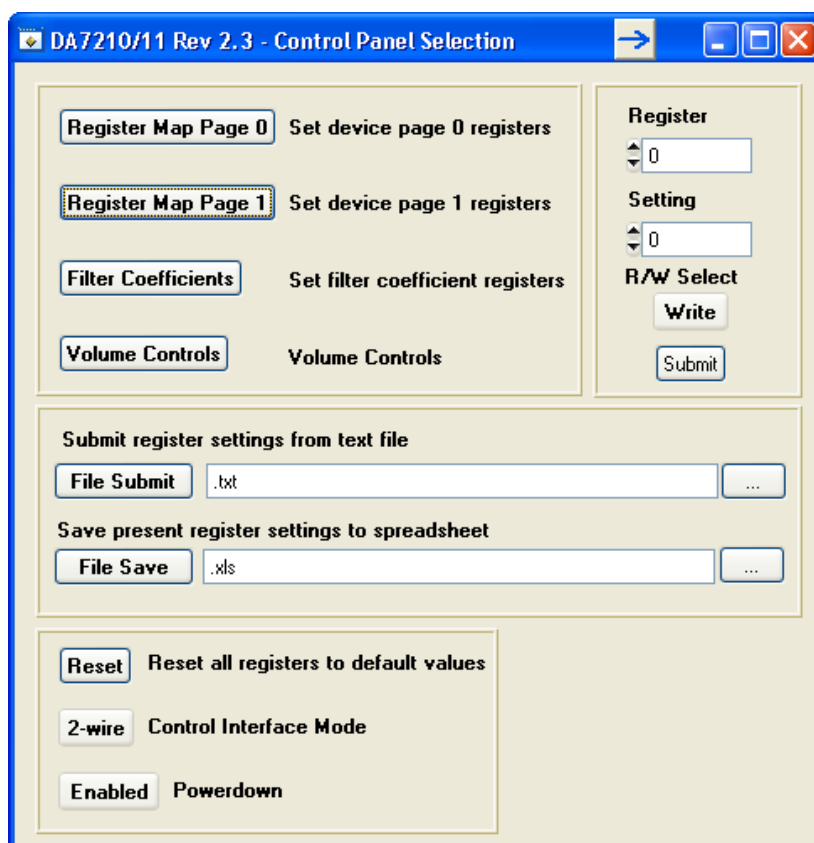 DA7210/11 Rev 2.3 - Control Panel Selection
Register Map Page 0 Set device page 0 registers
Register Map Page 1 Set device page 1 registers
Filter Coefficients Set filter coefficient registers
Volume Controls Volume Controls
Register
0
Setting
0
R/W Select
Write
Submit
Submit register settings from text file
File Submit .txt ...
Save present register settings to spreadsheet
File Save .xls ...
Reset Reset all registers to default values
2-wire Control Interface Mode
Enabled Powerdown